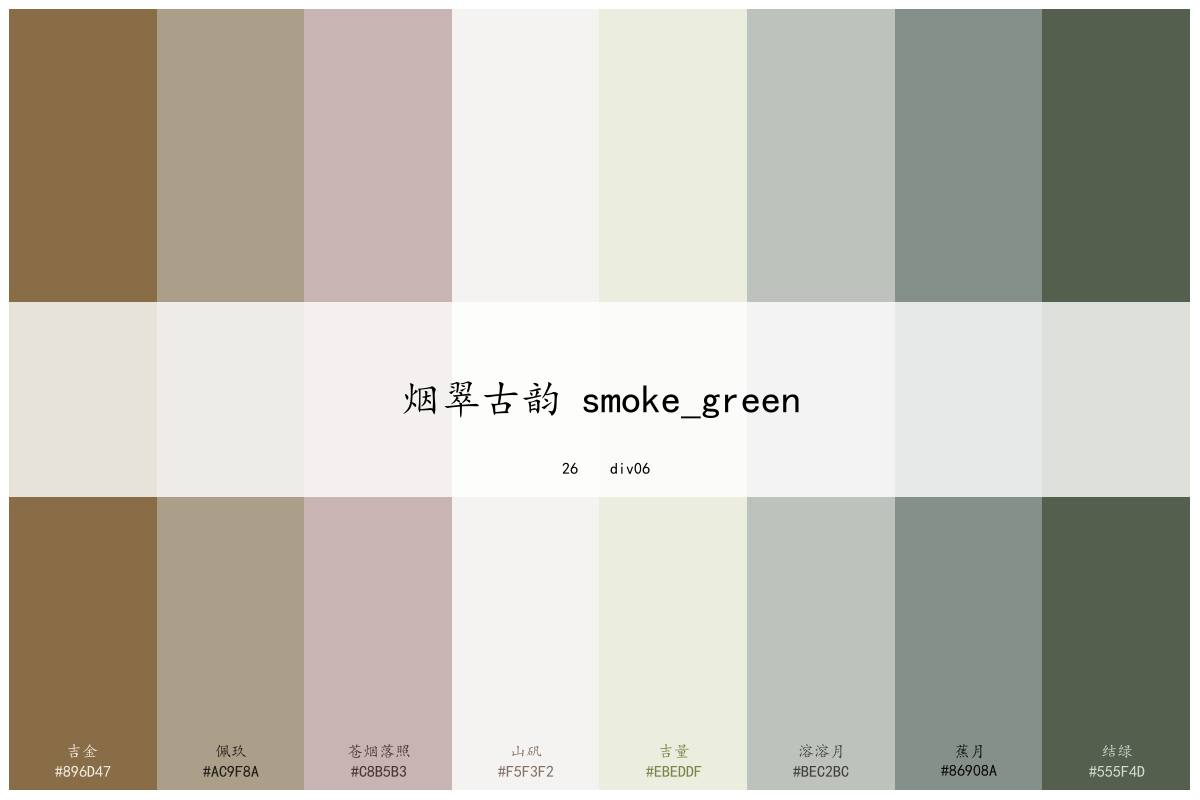 烟翠古韵 smoke_green
26 div06
吉金 佩玖 苍烟落照 山矾 吉量 溶溶月 蕉月 结绿
#896D47 #AC9F8A #C8B5B3 #F5F3F2 #EBEDDF #BEC2BC #86908A #555F4D